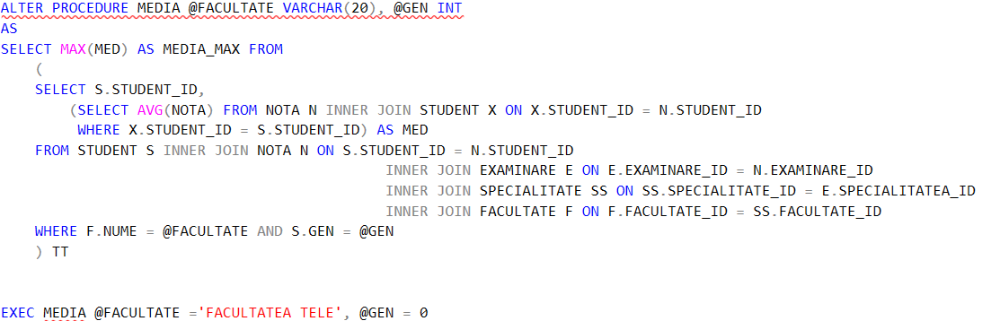 ALTER PROCEDURE MEDIA @FACULTATE VARCHAR(20), @GEN INT
AS
SELECT MAX(MED) AS MEDIA_MAX FROM
(
SELECT S.STUDENT_ID,
(SELECT AVG(NOTA) FROM NOTA N INNER JOIN STUDENT X ON X.STUDENT_ID = N.STUDENT_ID
WHERE X.STUDENT_ID = S.STUDENT_ID) AS MED
FROM STUDENT S INNER JOIN NOTA N ON S.STUDENT_ID = N.STUDENT_ID
INNER JOIN EXAMINARE E ON E.EXAMINARE_ID = N.EXAMINARE_ID
INNER JOIN SPECIALITATE SS ON SS.SPECIALITATE_ID = E.SPECIALITATEA_ID
INNER JOIN FACULTATE F ON F.FACULTATE_ID = SS.FACULTATE_ID
WHERE F.NUME = @FACULTATE AND S.GEN = @GEN
) TT
EXEC MEDIA @FACULTATE ='FACULTATEA TELE', @GEN = 0